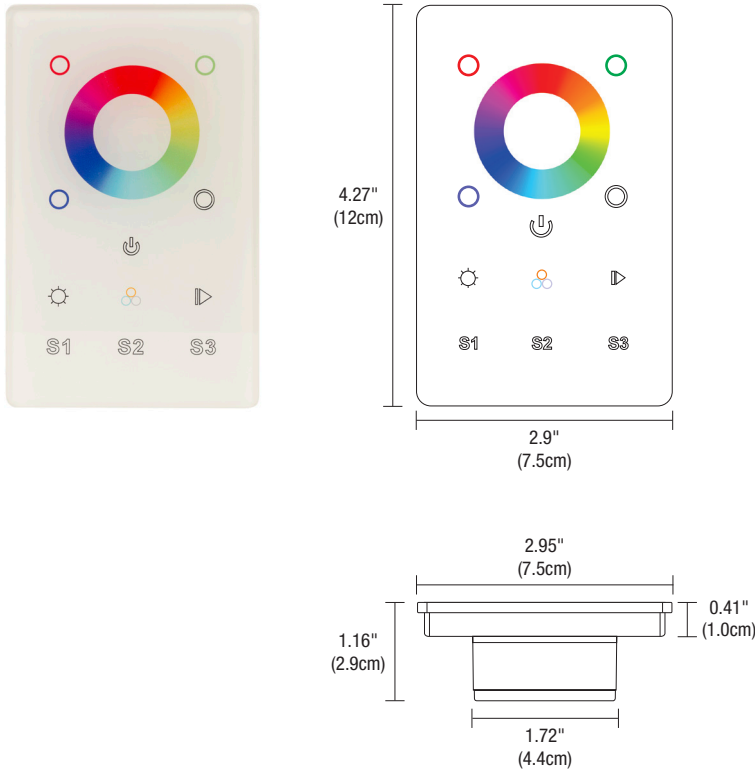 S1 S2 S3
4.27"
(12cm)
S1 S2 S3
2.9"
(7.5cm)
2.95"
(7.5cm)
1.16"
(2.9cm)
0.41"
(1.0cm)
1.72"
(4.4cm)